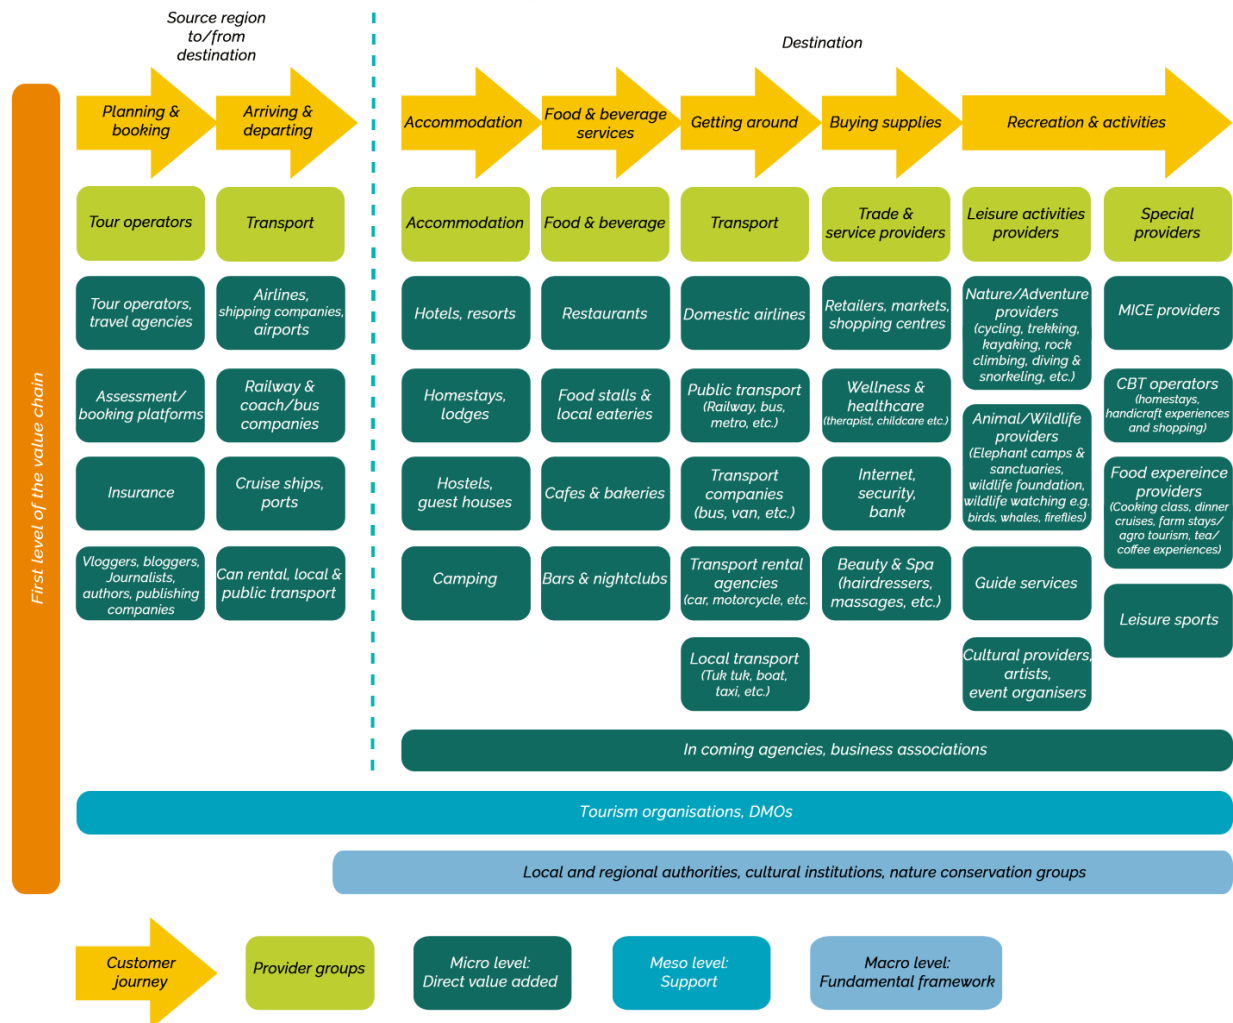 Source region
to/from
destination
Destination
First level of the value chain
Planning &
booking
Arriving &
departing
Accommodation
Food & beverage
services
Getting around
Buying supplies
Recreation & activities
Tour operators
Transport
Accommodation
Food & beverage
Transport
Trade &
service providers
Leisure activities
providers
Special
providers
Tour operators,
travel agencies
Assessment/
booking platforms
Insurance
Vloggers, bloggers,
Journalists,
authors, publishing
companies
Airlines,
shipping companies,
airports
Railway &
coach/bus
companies
Cruise ships,
ports
Can rental, local &
public transport
Hotels, resorts
Homestays,
lodges
Hostels,
guest houses
Camping
Restaurants
Food stalls &
local eateries
Cafes & bakeries
Bars & nightclubs
Domestic airlines
Public transport
(Railway, bus,
metro, etc.)
Transport
companies
(bus, van, etc.)
Transport rental
agencies
(car, motorcycle, etc.
Local transport
(Tuk tuk, boat,
taxi, etc.)
Retailers, markets,
shopping centres
Wellness &
healthcare
(therapist, childcare etc.)
Internet,
security,
bank
Beauty & Spa
(hairdressers,
massages, etc.)
Nature/Adventure
providers
(cycling, trekking,
kayaking, rock
climbing, diving &
snorkeling, etc.)
Animal/Wildlife
providers
(Elephant camps &
sanctuaries,
wildlife foundation,
wildlife watching e.g.
birds, whales, fireflies)
Guide services
Cultural providers,
artists,
event organisers
MICE providers
CBT operators
(homestays,
handicraft experiences
and shopping)
Food expereince
providers
(Cooking class, dinner
cruises, farm stays/
agro tourism, tea/
coffee experiences)
Leisure sports
In coming agencies, business associations
Tourism organisations, DMOs
Local and regional authorities, cultural institutions, nature conservation groups
Customer
journey
Provider groups
Micro level:
Direct value added
Meso level:
Support
Macro level:
Fundamental framework